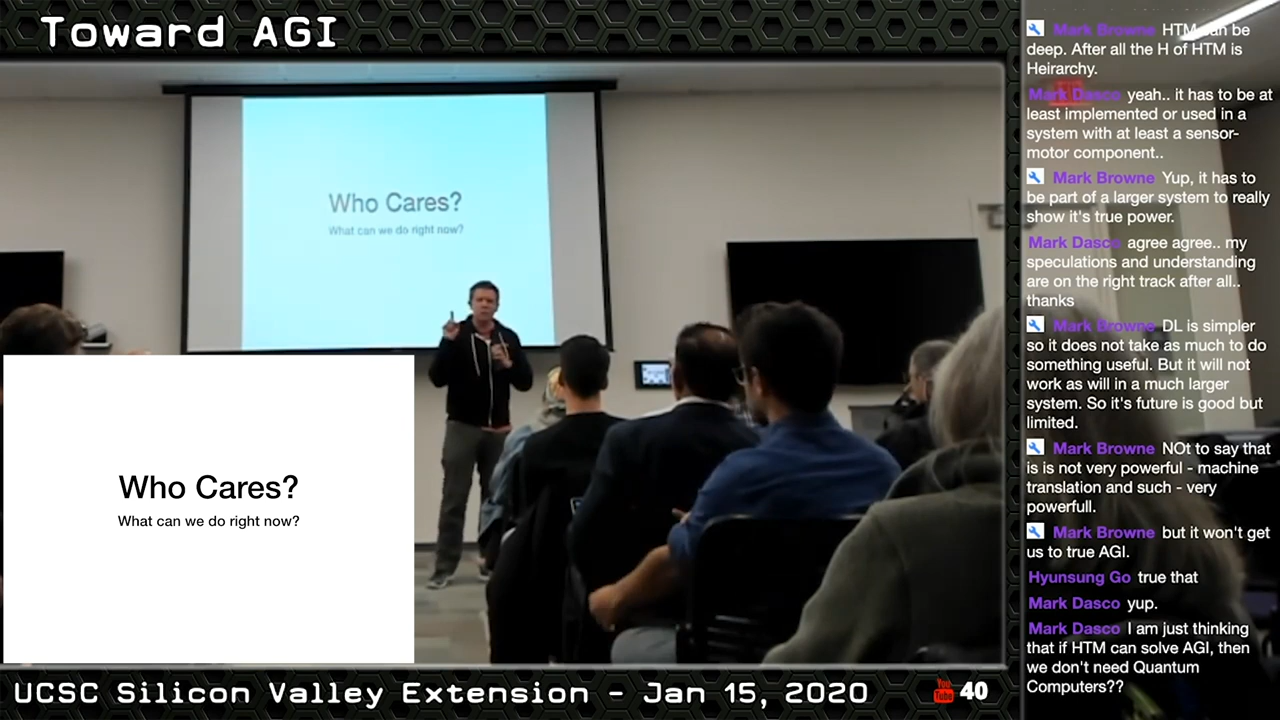 Toward AGI
Who Cares?
What can we do right now?
Who Cares?
What can we do right now?
UCSC Silicon Valley Extension - Jan 15, 2020
You
Tube
40
Mark Browne HTM can be
deep. After all the H of HTM is
Heirarchy.
Mark Dasco yeah.. it has to be at
least implemented or used in a
system with at least a sensor-
motor component..
Mark Browne Yup, it has to
be part of a larger system to really
show it's true power.
Mark Dasco agree agree.. my
speculations and understanding
are on the right track after all..
thanks
Mark Browne DL is simpler
so it does not take as much to do
something useful. But it will not
work as will in a much larger
system. So it's future is good but
limited.
Mark Browne NOt to say that
is is not very powerful - machine
translation and such - very
powerfull.
Mark Browne but it won't get
us to true AGI.
Hyunsung Go true that
Mark Dasco yup.
Mark Dasco I am just thinking
that if HTM can solve AGI, then
we don't need Quantum
Computers??